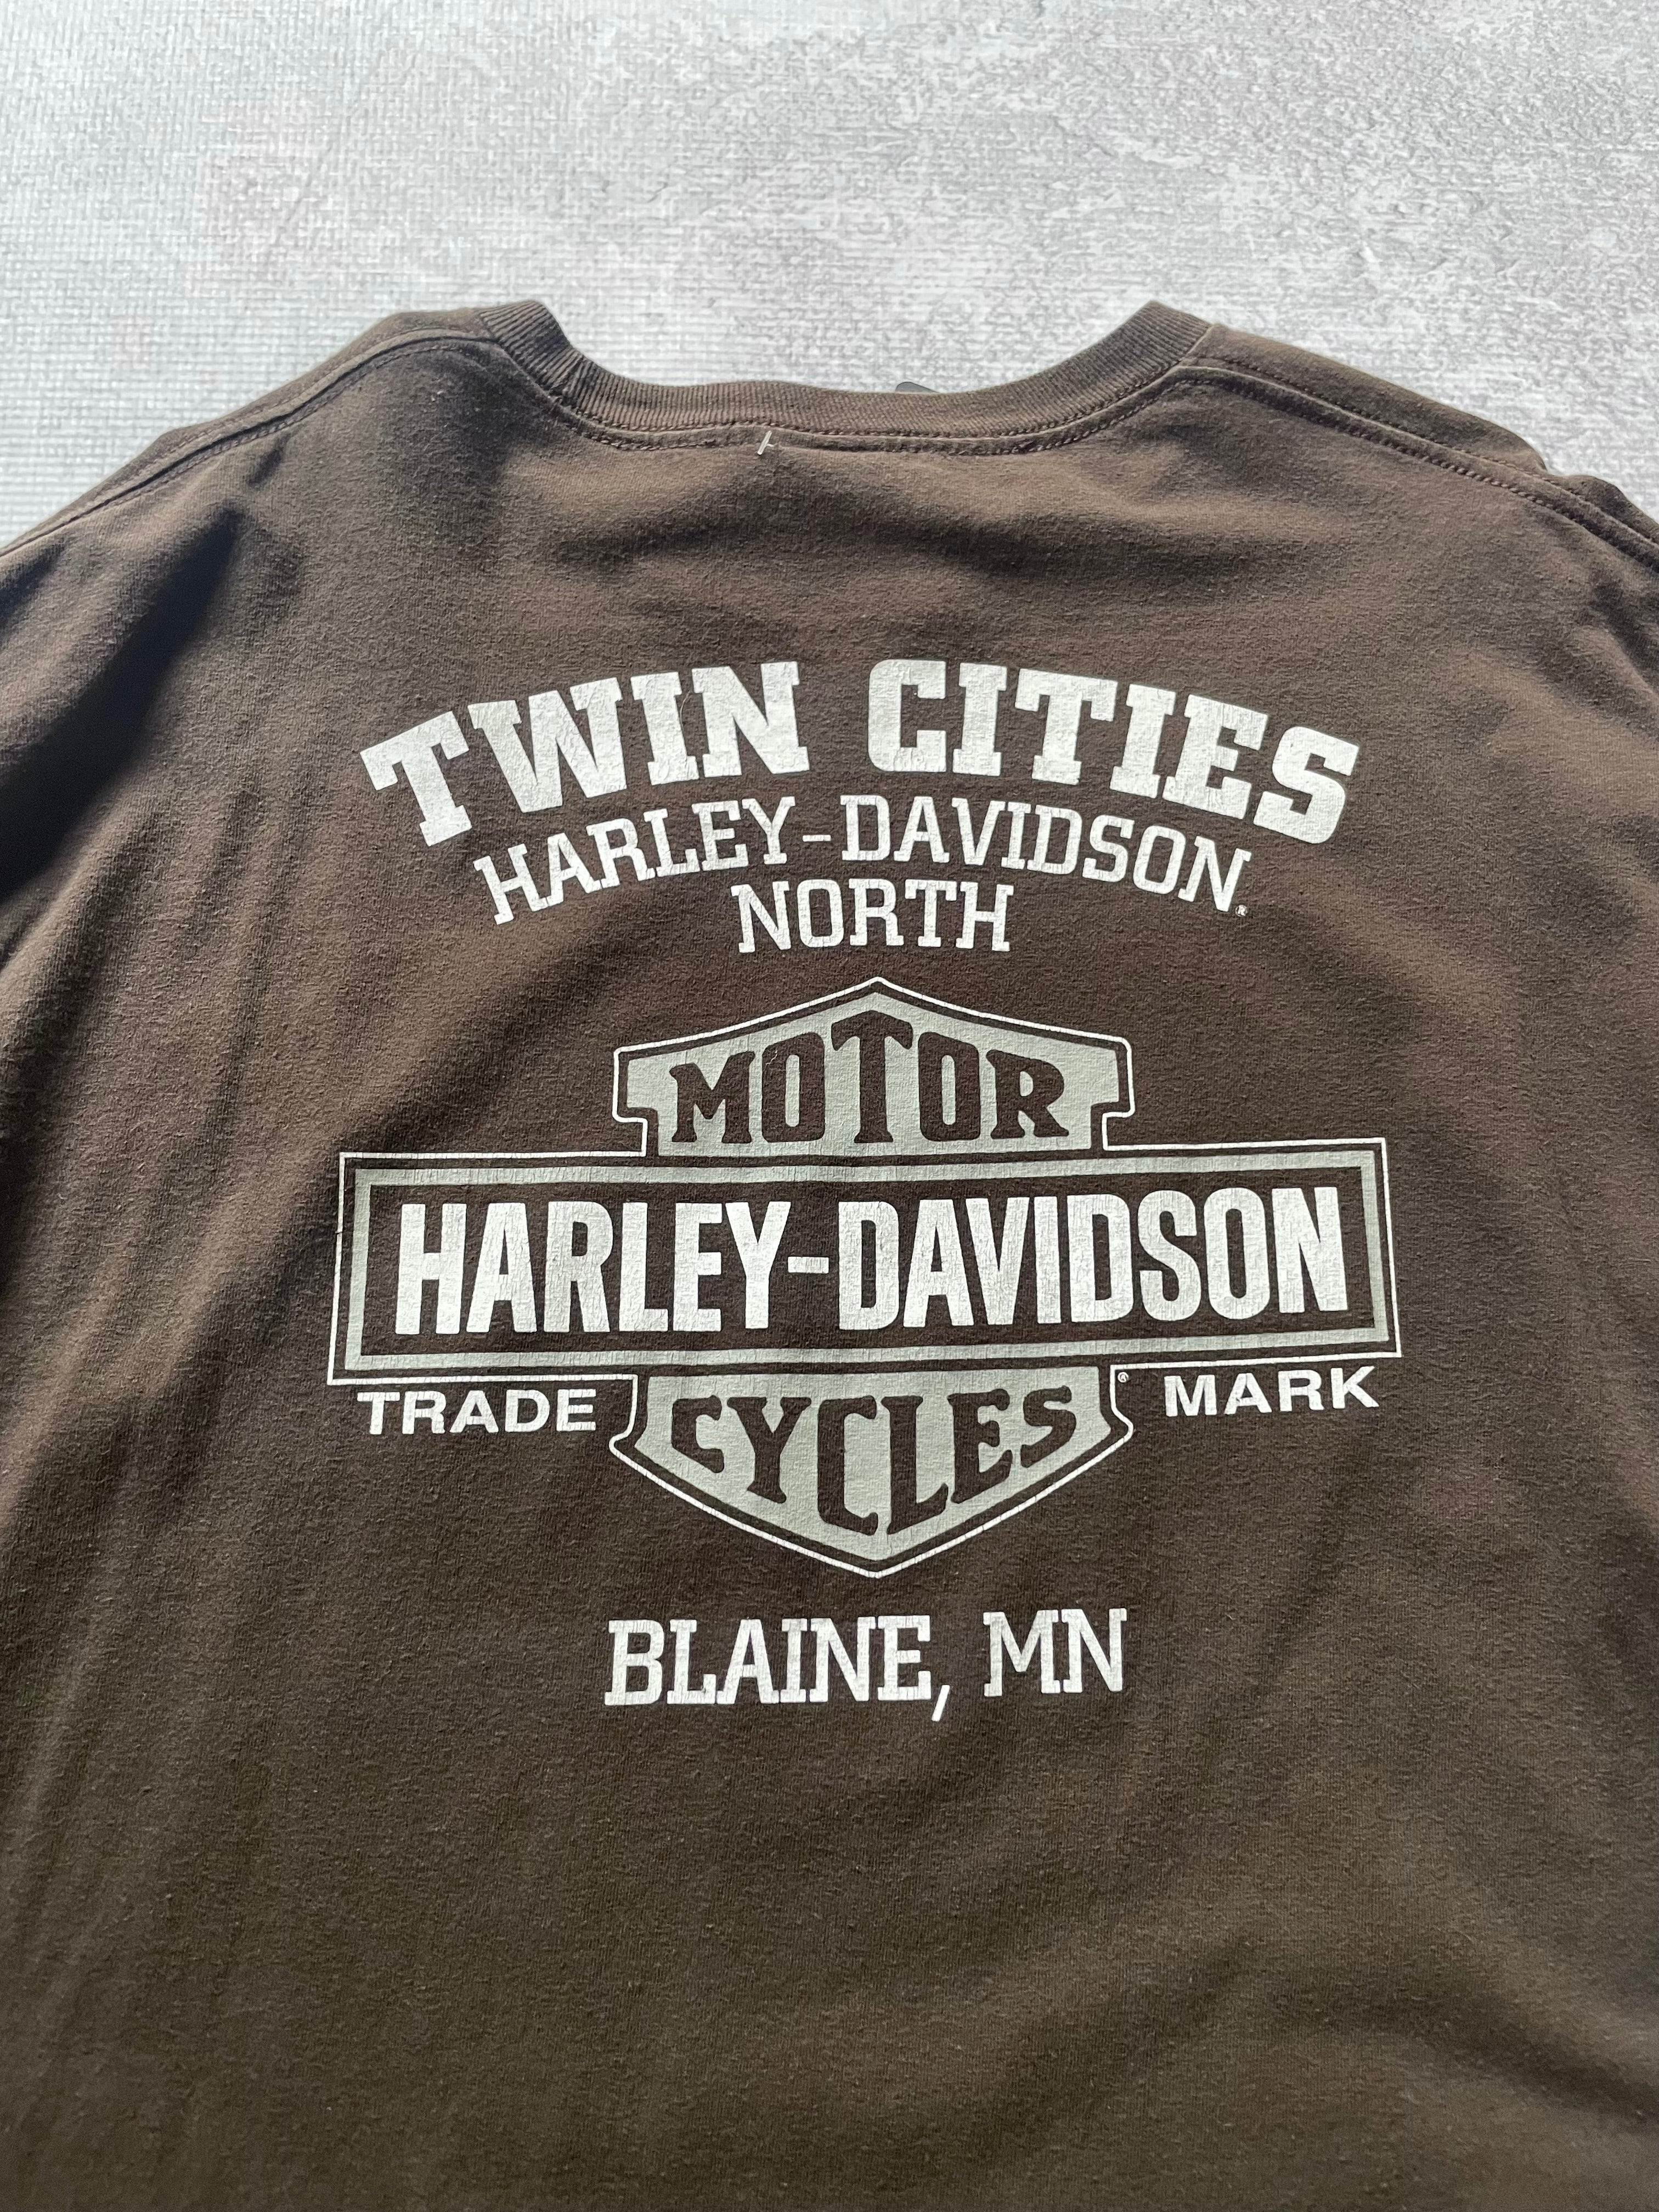 TWIN CITIES
HARLEY-DAVIDSON®
NORTH
MOTOR
HARLEY-DAVIDSON
TRADE CYCLES ® MARK
BLAINE, MN